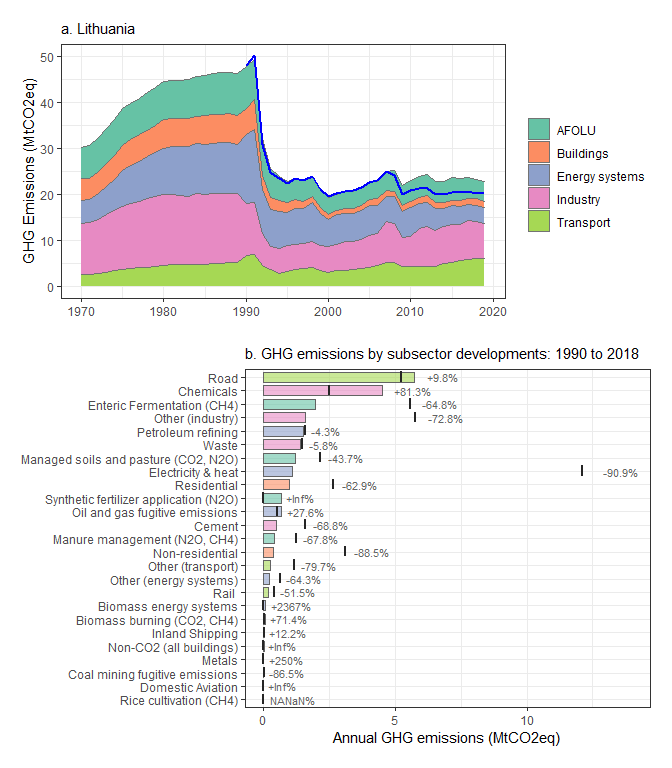 a. Lithuania
GHG Emissions (MtCO2eq)
50
40
30
20
10
0
1970
1980
1990
2000
2010
2020
AFOLU
Buildings
Energy systems
Industry
Transport
b. GHG emissions by subsector developments: 1990 to 2018
Road +9.8%
Chemicals +81.3%
Enteric Fermentation (CH4) -64.8%
Other (industry) -72.8%
Petroleum refining -4.3%
Waste -5.8%
Managed soils and pasture (CO2, N2O) -43.7%
Electricity & heat -90.9%
Residential -62.9%
Synthetic fertilizer application (N2O) +Inf%
Oil and gas fugitive emissions +27.6%
Cement -68.8%
Manure management (N2O, CH4) -67.8%
Non-residential -88.5%
Other (transport) -79.7%
Other (energy systems) -64.3%
Rail -51.5%
Biomass energy systems +2367%
Biomass burning (CO2, CH4) +71.4%
Inland Shipping +12.2%
Non-CO2 (all buildings) +Inf%
Metals +250%
Coal mining fugitive emissions -86.5%
Domestic Aviation +Inf%
Rice cultivation (CH4) NANaN%
0
5
10
Annual GHG emissions (MtCO2eq)